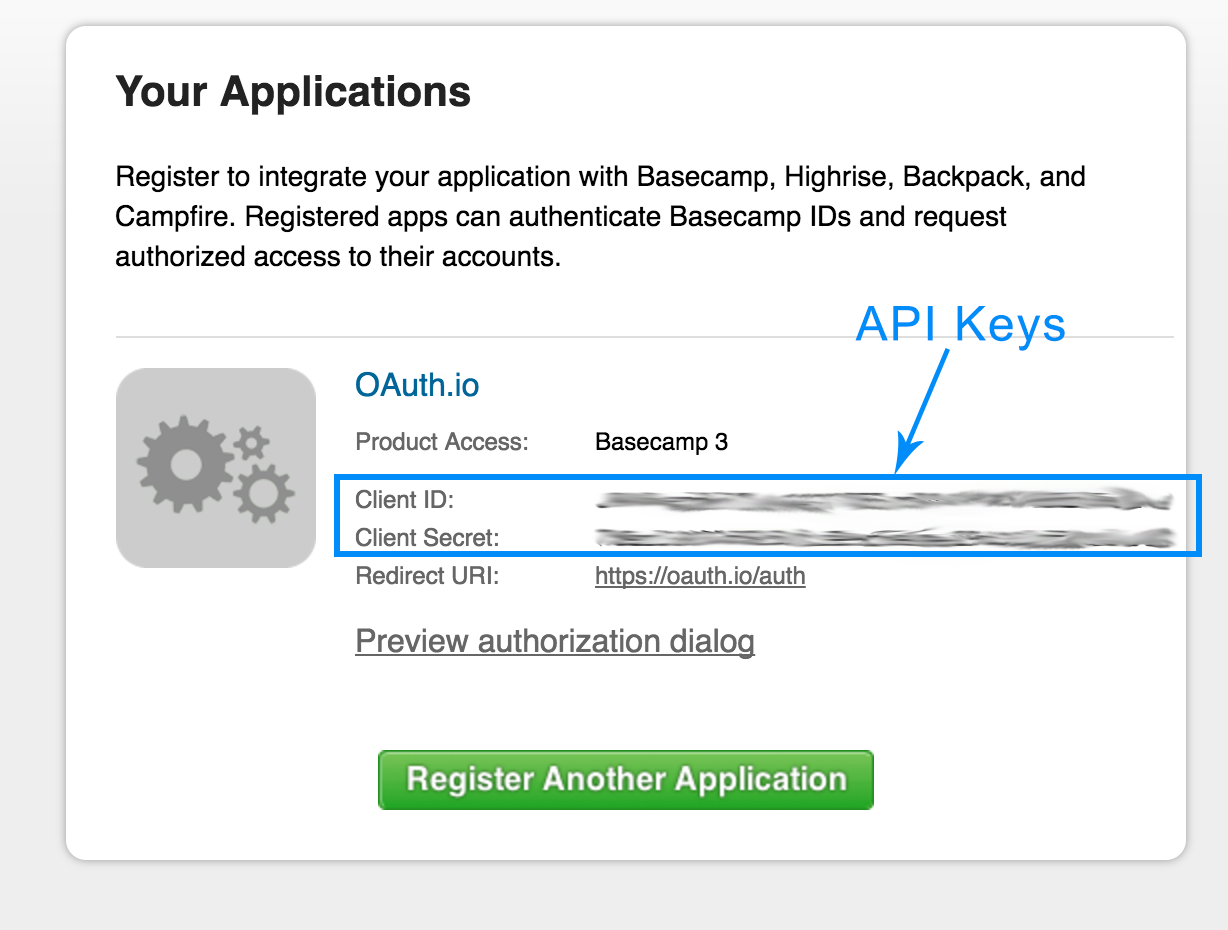 Your Applications
Register to integrate your application with Basecamp, Highrise, Backpack, and
Campfire. Registered apps can authenticate Basecamp IDs and request
authorized access to their accounts.
API Keys
OAuth.io
Product Access: Basecamp 3
Client ID:
Client Secret:
Redirect URI: https://oauth.io/auth
Preview authorization dialog
Register Another Application